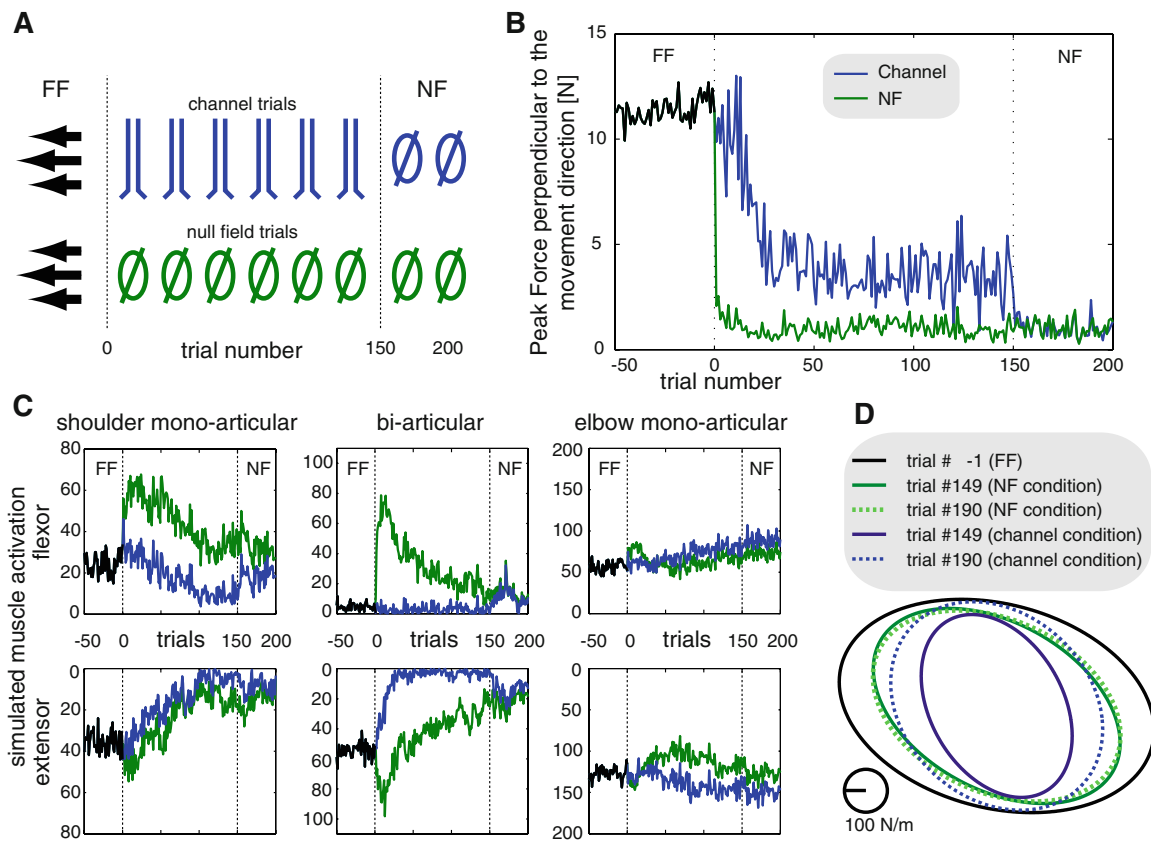 A
FF
channel trials
NF
null field trials
0
trial number
150
200
B
Peak Force perpendicular to the
movement direction [N]
15
10
5
0
FF
NF
Channel
NF
-50
0
50
100
150
200
trial number
C
simulated muscle activation
flexor
extensor
shoulder mono-articular
80
60
40
20
0
FF
NF
-50
0
trials
150
200
0
20
40
60
80
bi-articular
100
80
60
40
20
0
FF
NF
-50
0
trials
150
200
0
20
40
60
80
100
elbow mono-articular
200
150
100
50
0
FF
NF
-50
0
trials
150
200
0
50
100
150
200
D
trial # -1 (FF)
trial #149 (NF condition)
trial #190 (NF condition)
trial #149 (channel condition)
trial #190 (channel condition)
100 N/m